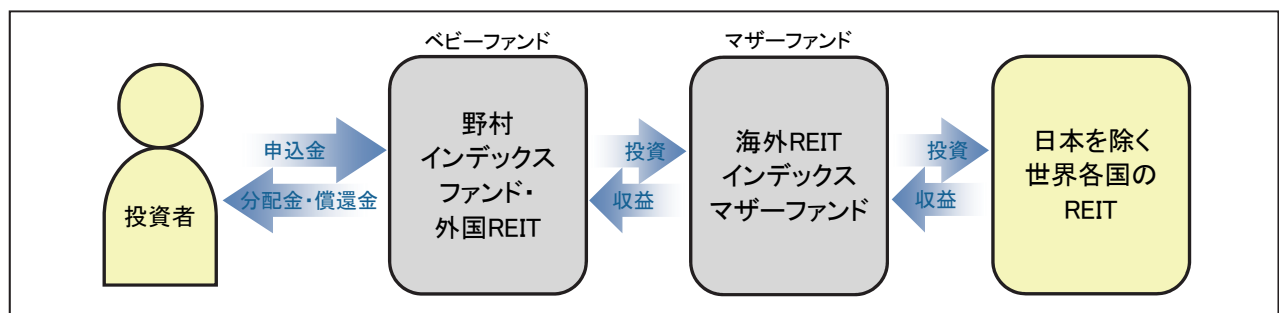 ベビーファンド
マザーファンド
投資者
申込金
分配金・償還金
野村
インデックス
ファンド・
外国REIT
投資
収益
海外REIT
インデックス
マザーファンド
投資
収益
日本を除く
世界各国の
REIT